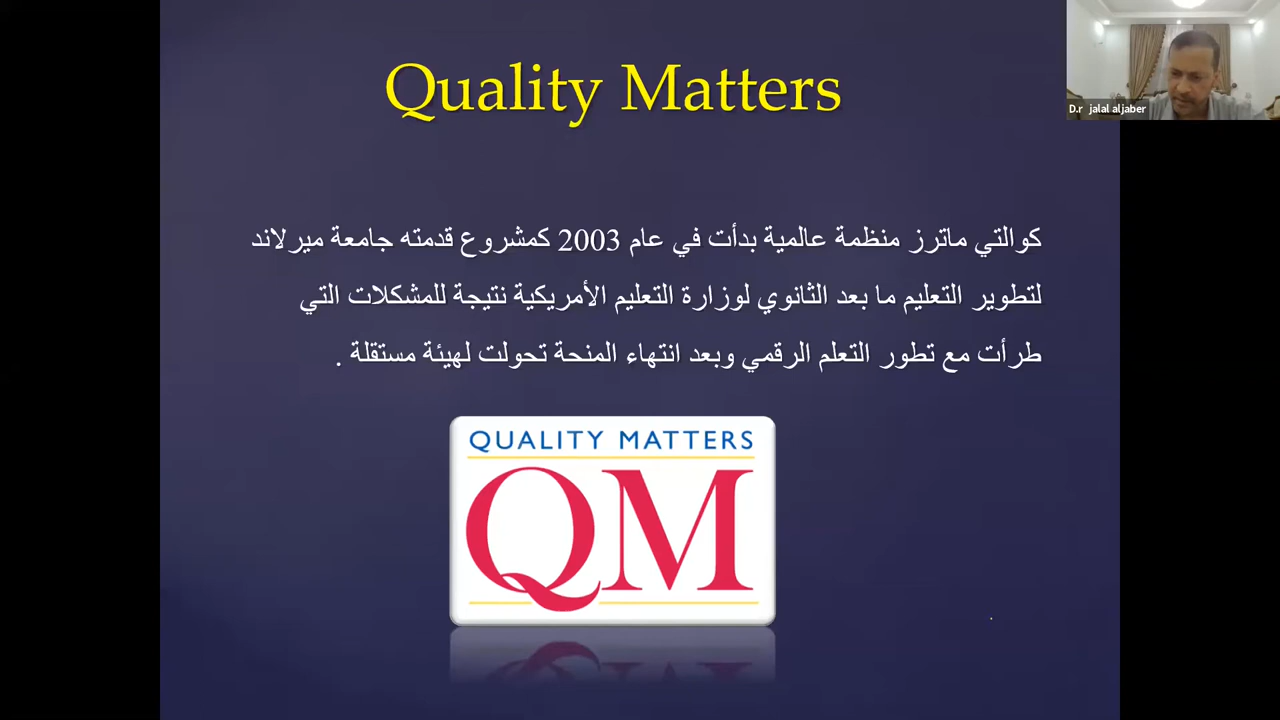 Quality Matters
D.r jalal aljaber
كوالتي ماترز منظمة عالمية بدأت في عام 2003 كمشروع قدمته جامعة ميرلاند
لتطوير التعليم ما بعد الثانوي لوزارة التعليم الأمريكية نتيجة للمشكلات التي
طرأت مع تطور التعلم الرقمي وبعد انتهاء المنحة تحولت لهيئة مستقلة .
QUALITY MATTERS
QM